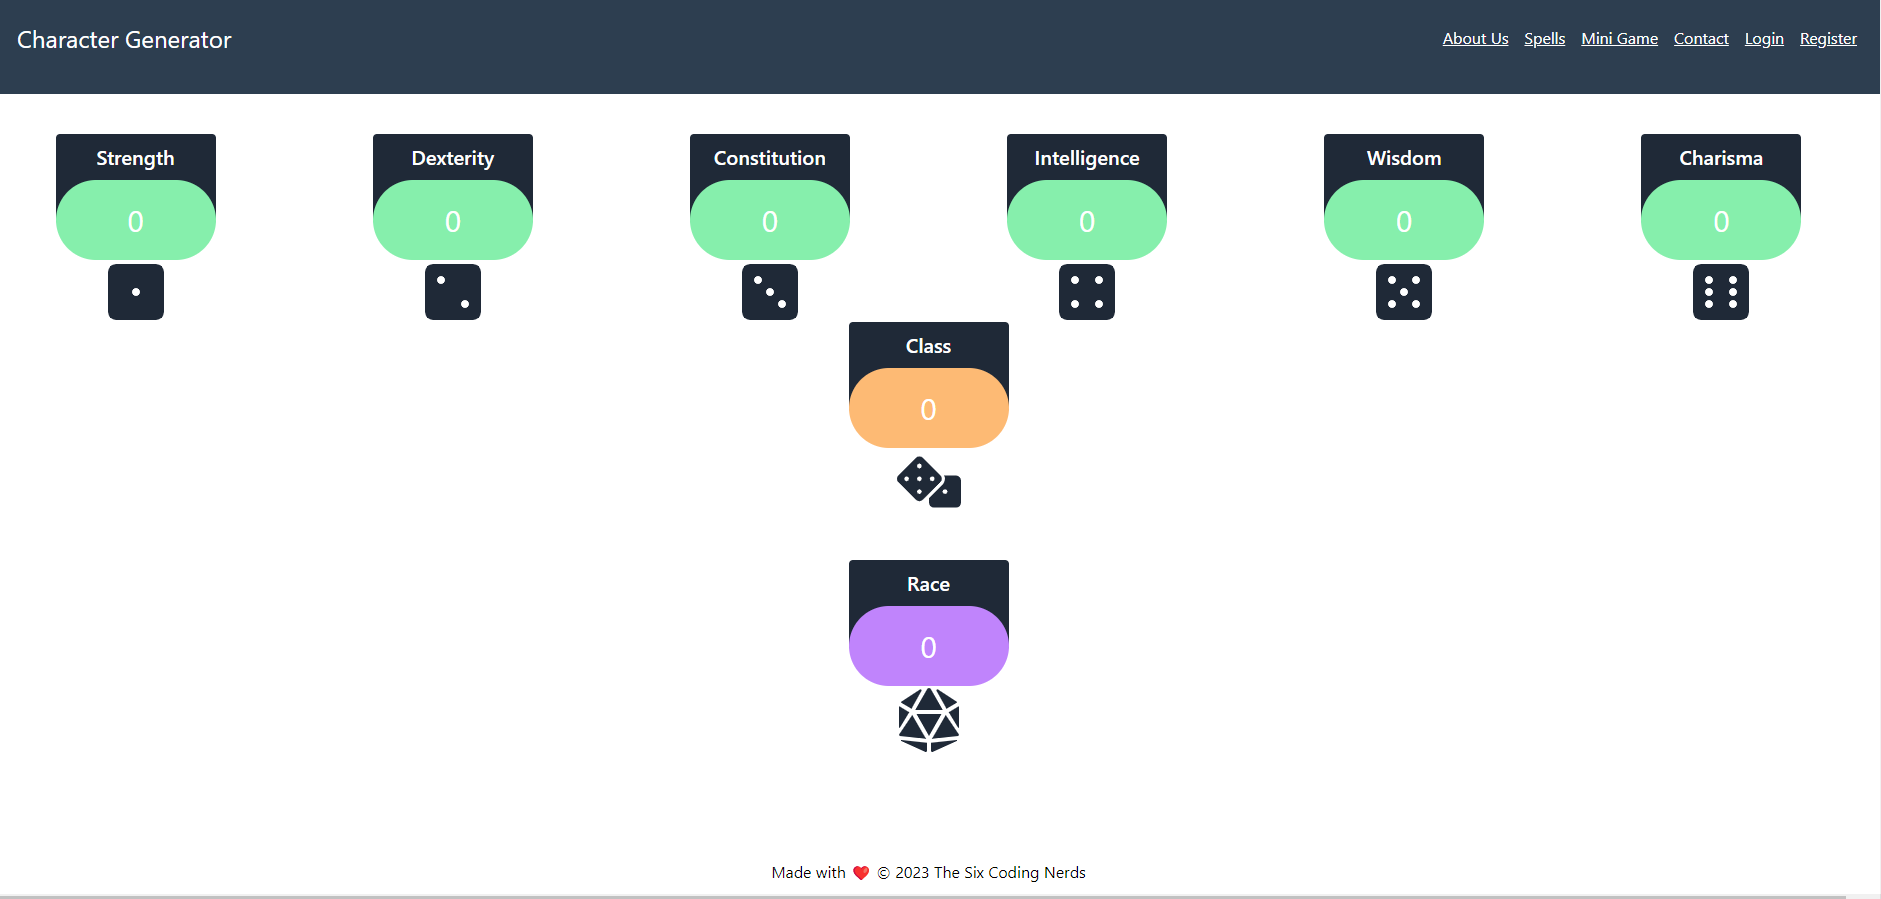 Character Generator
About Us Spells Mini Game Contact Login Register
Strength Dexterity Constitution Intelligence Wisdom Charisma
0 0 0 0 0 0
Class
0
Race
0
Made with ❤️ © 2023 The Six Coding Nerds